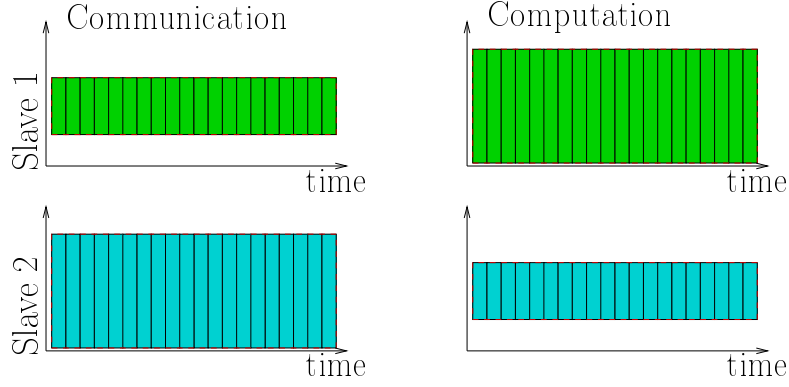 Communication
Computation
Slave 1
time
time
Slave 2
time
time